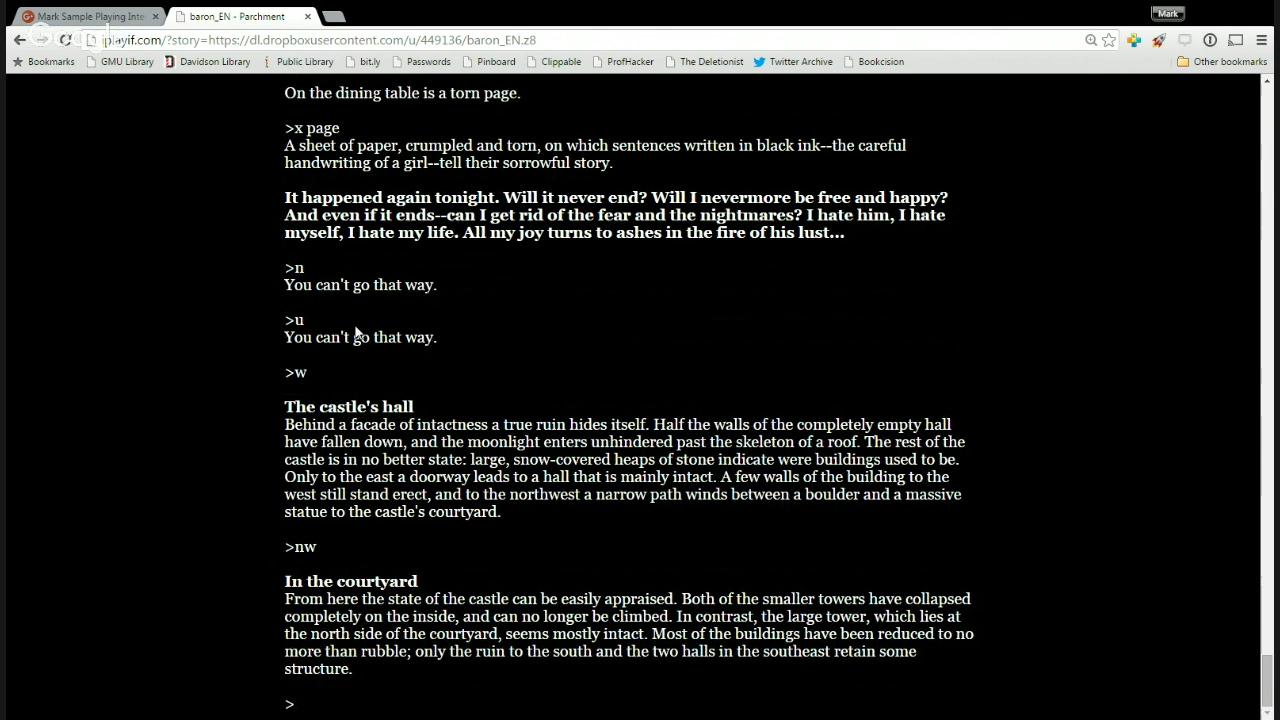 Mark Sample Playing Inte
baron_EN - Parchment
Mark
iplayif.com/?story=https://dl.dropboxusercontent.com/u/449136/baron_EN.z8
Bookmarks GMU Library Davidson Library Public Library bit.ly Passwords Pinboard Clippable ProfHacker The Deletionist Twitter Archive Bookcision Other bookmarks
On the dining table is a torn page.
>x page
A sheet of paper, crumpled and torn, on which sentences written in black ink--the careful
handwriting of a girl--tell their sorrowful story.
It happened again tonight. Will it never end? Will I nevermore be free and happy?
And even if it ends--can I get rid of the fear and the nightmares? I hate him, I hate
myself, I hate my life. All my joy turns to ashes in the fire of his lust...
>n
You can't go that way.
>u
You can't go that way.
>w
The castle's hall
Behind a facade of intactness a true ruin hides itself. Half the walls of the completely empty hall
have fallen down, and the moonlight enters unhindered past the skeleton of a roof. The rest of the
castle is in no better state: large, snow-covered heaps of stone indicate were buildings used to be.
Only to the east a doorway leads to a hall that is mainly intact. A few walls of the building to the
west still stand erect, and to the northwest a narrow path winds between a boulder and a massive
statue to the castle's courtyard.
>nw
In the courtyard
From here the state of the castle can be easily appraised. Both of the smaller towers have collapsed
completely on the inside, and can no longer be climbed. In contrast, the large tower, which lies at
the north side of the courtyard, seems mostly intact. Most of the buildings have been reduced to no
more than rubble; only the ruin to the south and the two halls in the southeast retain some
structure.
>